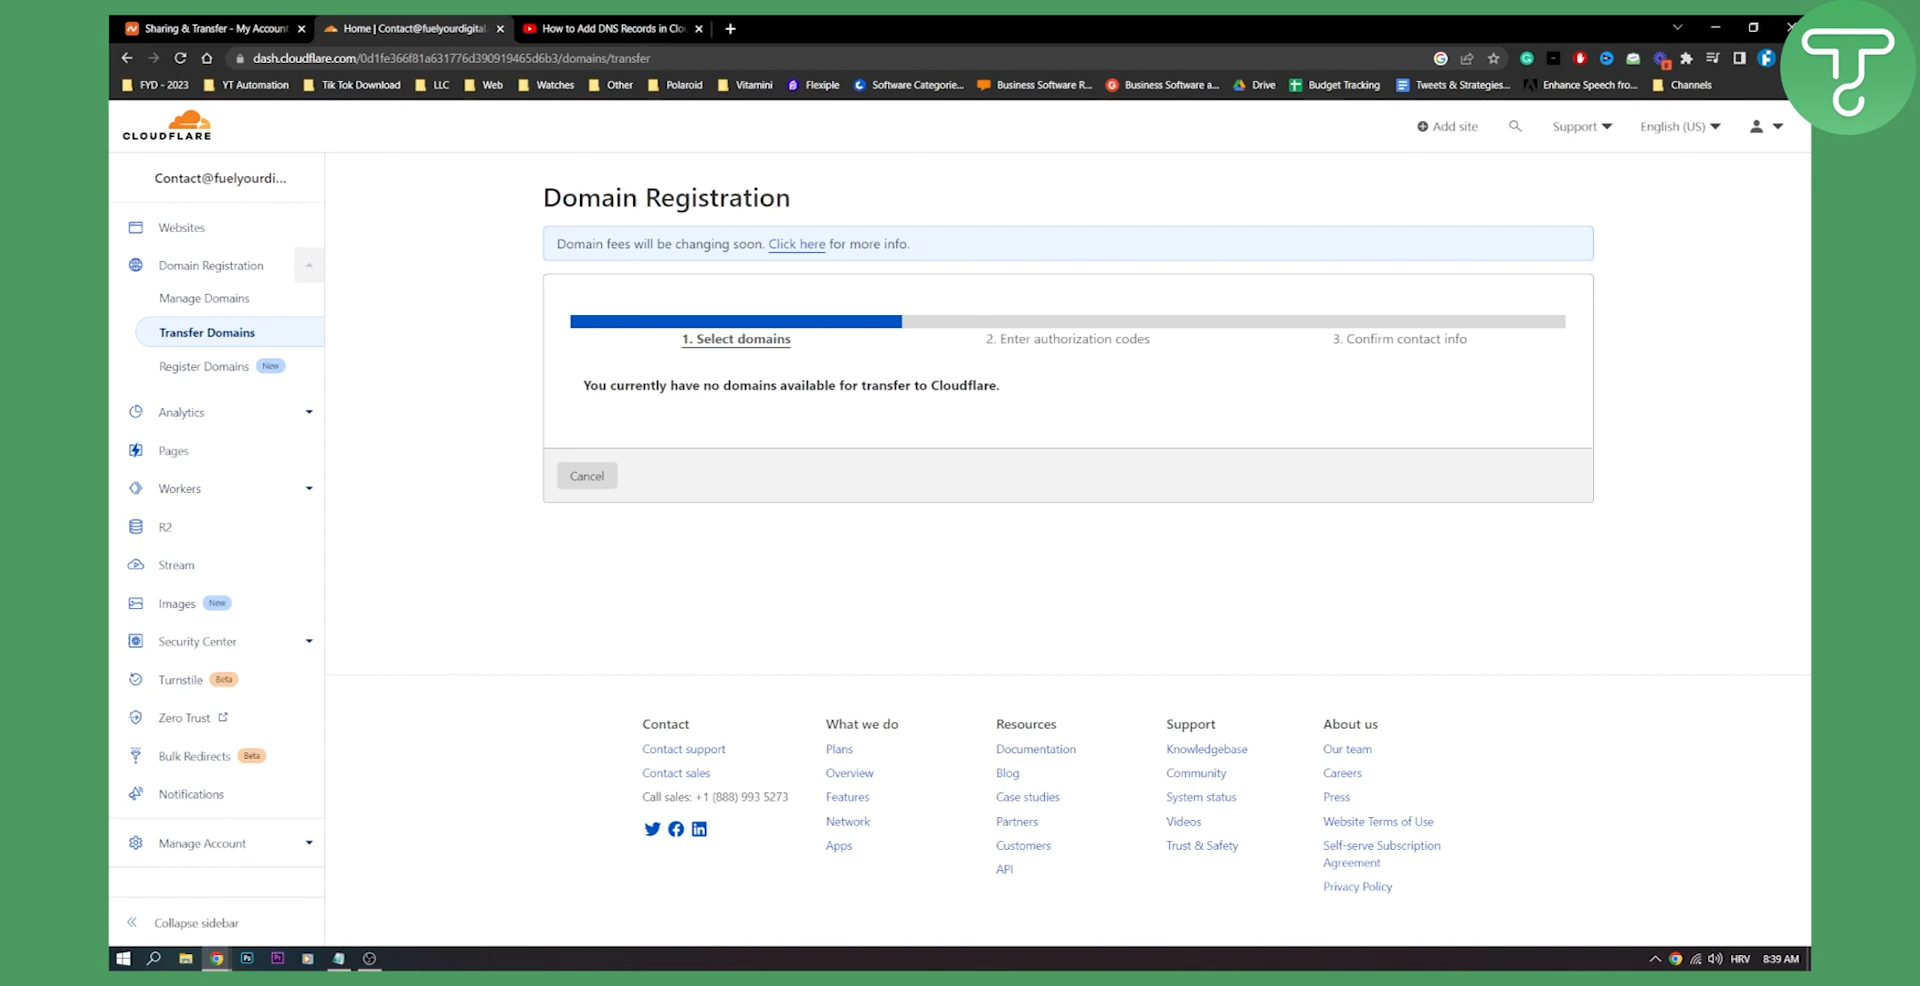 Sharing & Transfer - My Account
Home | Contact@fuelyourdigital.
How to Add DNS Records in Clo
dash.cloudflare.com/0d1fe366f81a631776d390919465d6b3/domains/transfer
FYD - 2023
YT Automation
Tik Tok Download
LLC
Web
Watches
Other
Polaroid
Vitamini
Flexiple
Software Categorie...
Business Software R...
Business Software a...
Drive
Budget Tracking
Tweets & Strategies...
Enhance Speech fro...
Channels
CLOUDFLARE
Add site
Support
English (US)
Contact@fuelyourdi...
Websites
Domain Registration
Manage Domains
Transfer Domains
Register Domains New
Analytics
Pages
Workers
R2
Stream
Images New
Security Center
Turnstile Beta
Zero Trust
Bulk Redirects Beta
Notifications
Manage Account
Collapse sidebar
Domain Registration
Domain fees will be changing soon. Click here for more info.
1. Select domains
2. Enter authorization codes
3. Confirm contact info
You currently have no domains available for transfer to Cloudflare.
Cancel
Contact
Contact support
Contact sales
Call sales: +1 (888) 993 5273
What we do
Plans
Overview
Features
Network
Apps
Resources
Documentation
Blog
Case studies
Partners
Customers
API
Support
Knowledgebase
Community
System status
Videos
Trust & Safety
About us
Our team
Careers
Press
Website Terms of Use
Self-serve Subscription
Agreement
Privacy Policy
Ps
Pr
HRV
8:39 AM